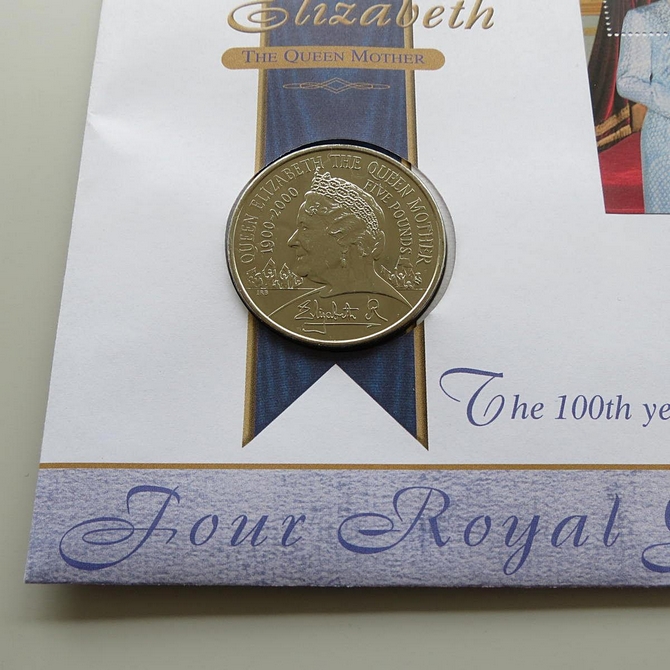 Elizabeth
THE QUEEN MOTHER
QUEEN ELIZABETH THE QUEEN MOTHER
1900-2000 FIVE POUNDS
Elizabeth R
The 100th ye
Four Royal